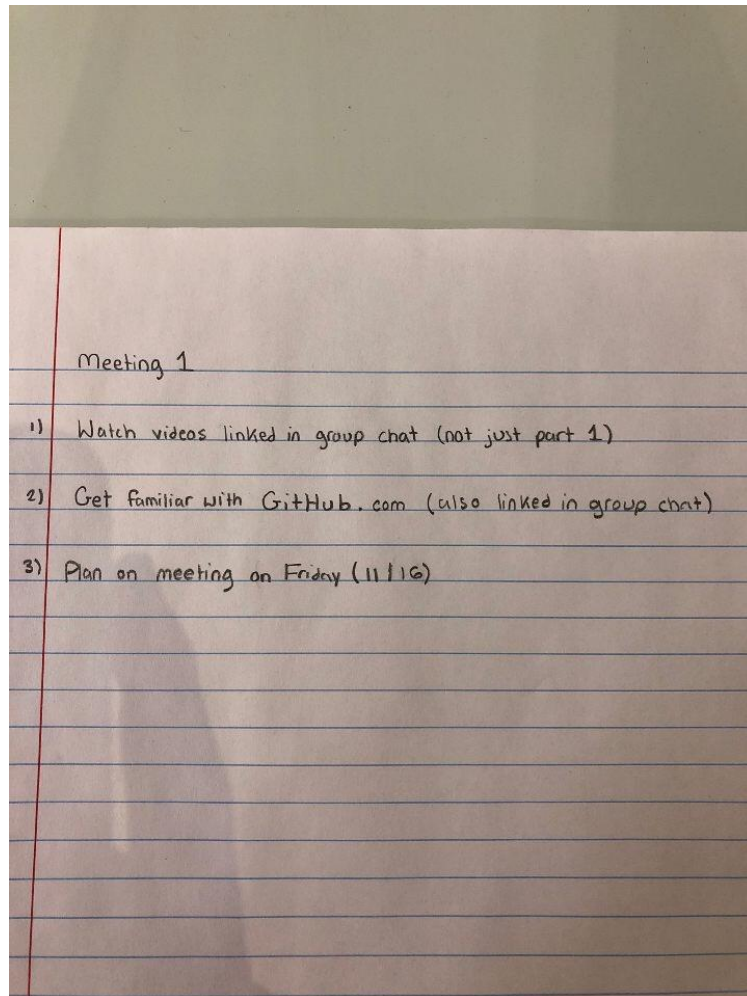 Meeting 1
1) Watch videos linked in group chat (not just part 1)
2) Get familiar with GitHub.com (also linked in group chat)
3) Plan on meeting on Friday (11/16)